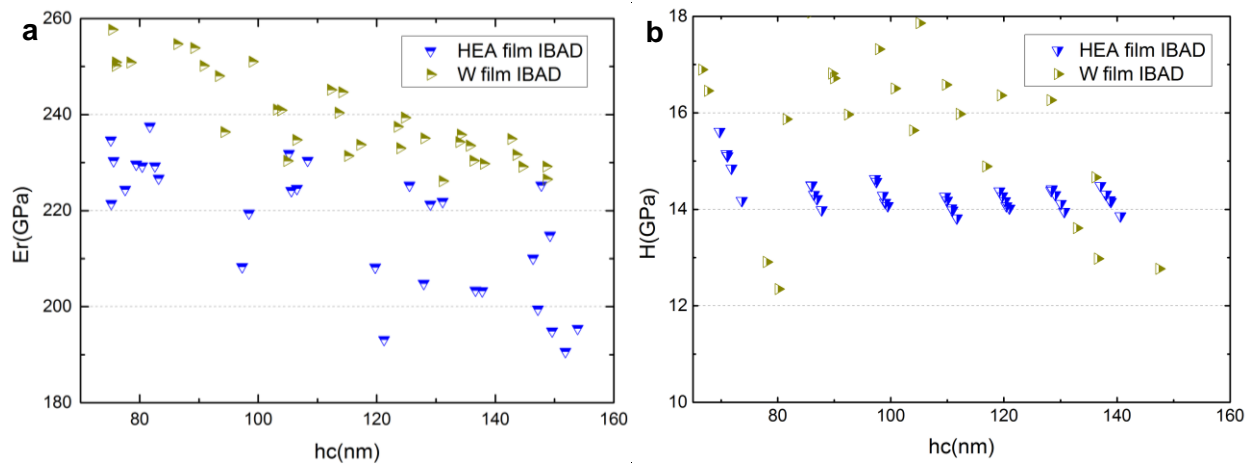 a
260
240
220
200
180
Er(GPa)
HEA film IBAD
W film IBAD
80
100
120
140
160
hc(nm)
b
18
16
14
12
10
H(GPa)
HEA film IBAD
W film IBAD
80
100
120
140
160
hc(nm)